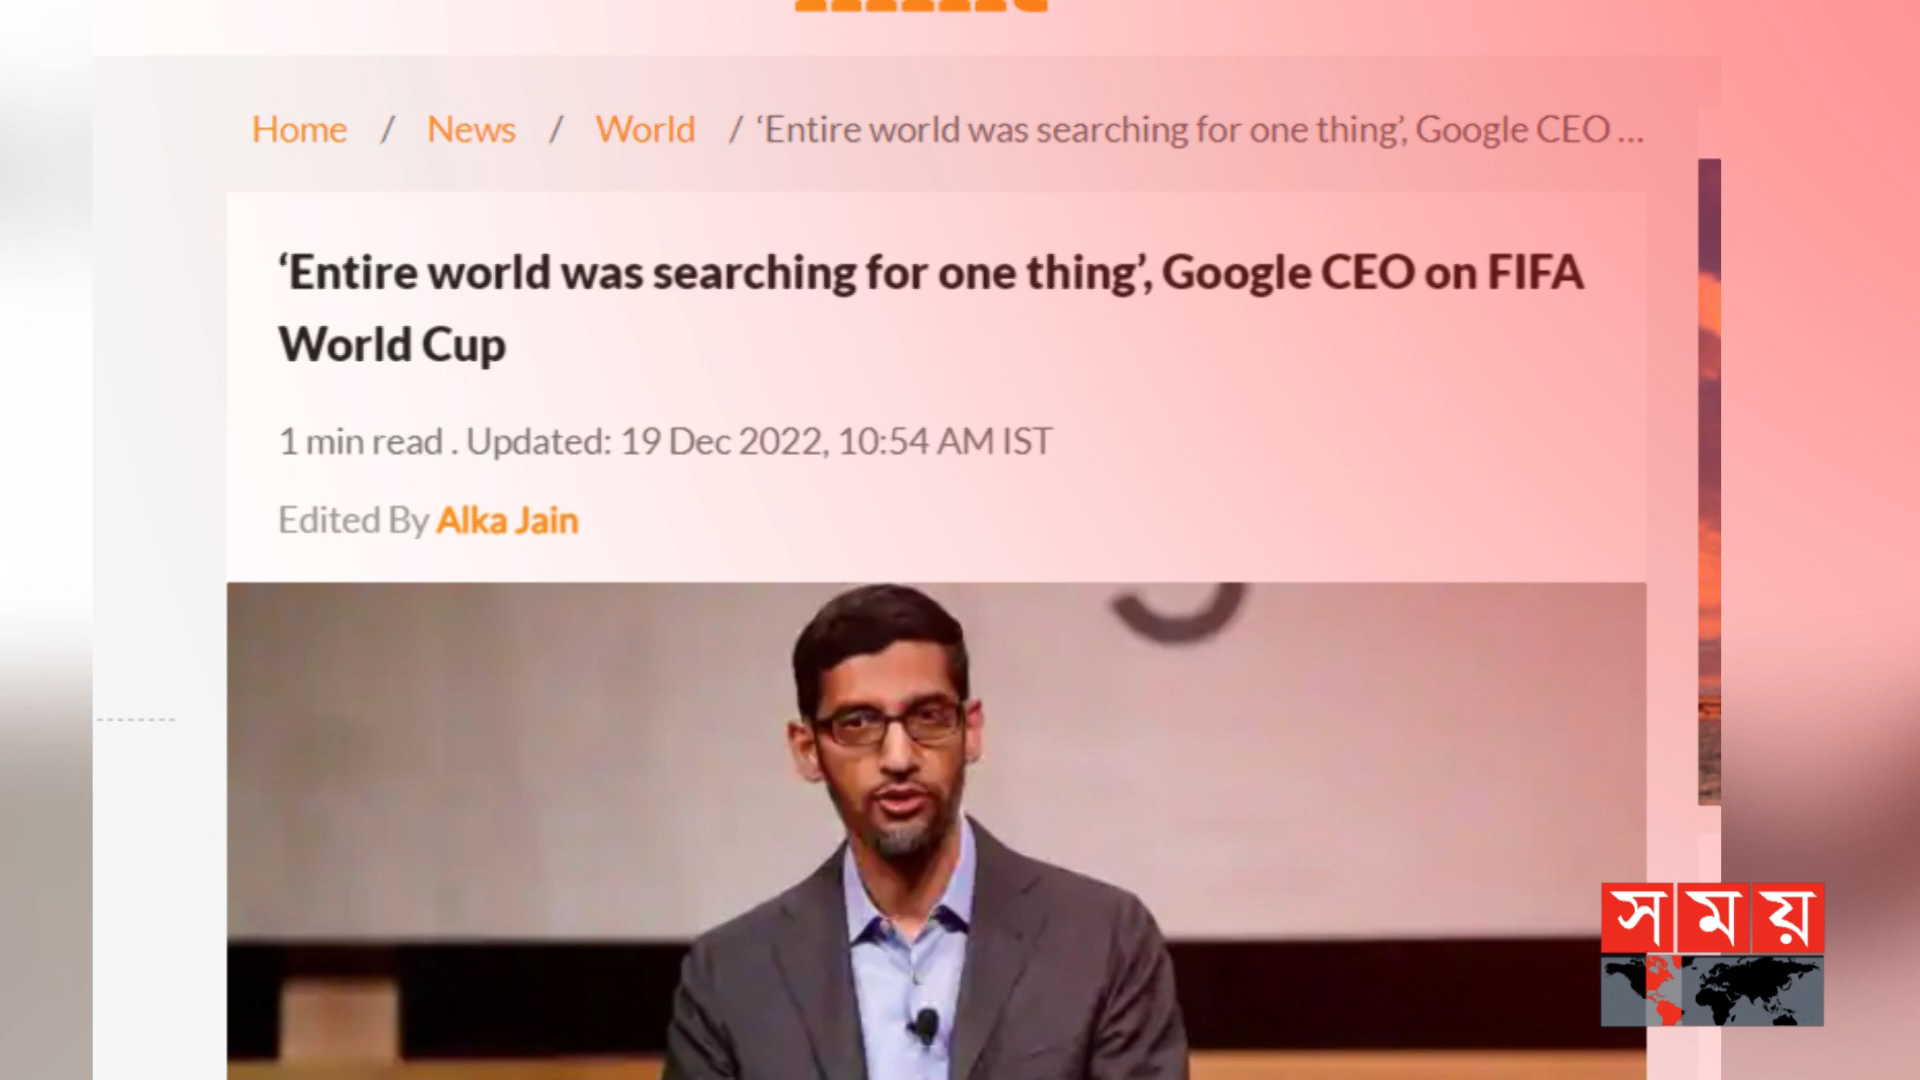 Home / News / World / ‘Entire world was searching for one thing’, Google CEO ...
‘Entire world was searching for one thing’, Google CEO on FIFA
World Cup
1 min read . Updated: 19 Dec 2022, 10:54 AM IST
Edited By Alka Jain
সময়